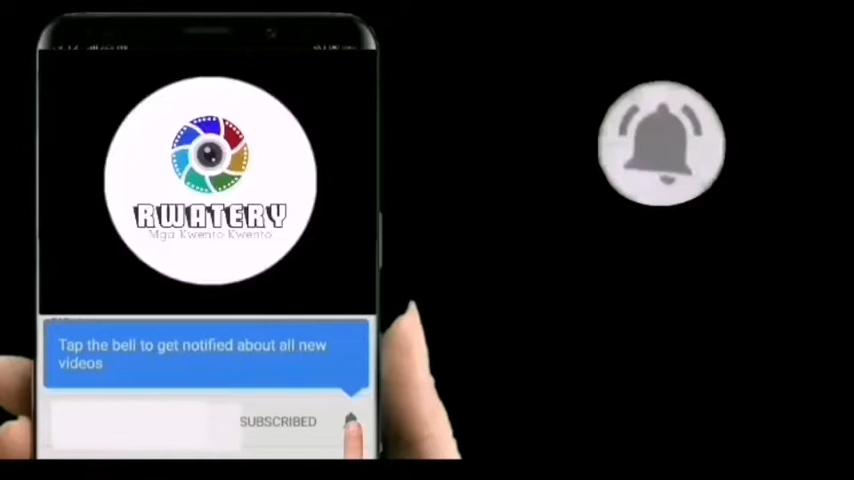 RWATERY
Mga Kwento Kwento
Tap the bell to get notified about all new
videos
SUBSCRIBED